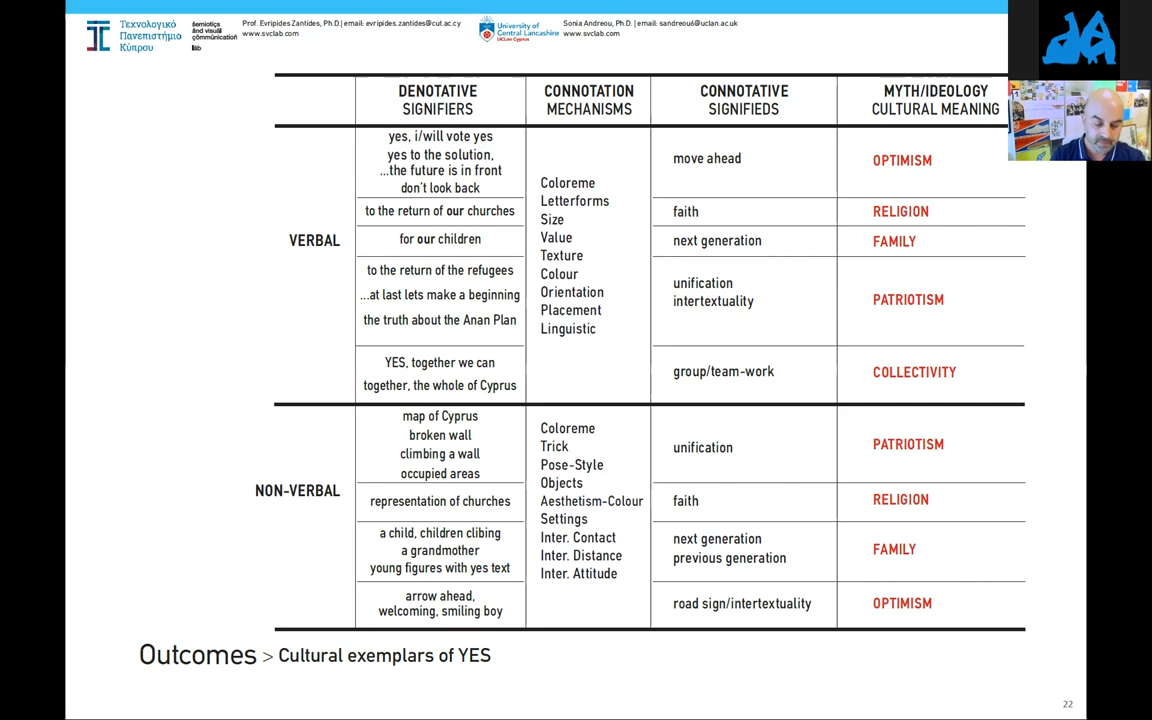 Τεχνολογικό
Πανεπιστήμιο
Κύπρου
semiotics
and visual
communication
lab
Prof. Evripides Zantides, Ph.D.| email: evripides.zantides@cut.ac.cy
www.svclab.com
University of
Central Lancashire
UCLan Cyprus
Sonia Andreou, Ph.D. | email: sandreou6@uclan.ac.uk
www.svclab.com
DENOTATIVE
SIGNIFIERS
CONNOTATION
MECHANISMS
CONNOTATIVE
SIGNIFIEDS
MYTH/IDEOLOGY
CULTURAL MEANING
VERBAL
yes, i/will vote yes
yes to the solution,
...the future is in front
don't look back
to the return of our churches
for our children
to the return of the refugees
...at last lets make a beginning
the truth about the Anan Plan
YES, together we can
together, the whole of Cyprus
Coloreme
Letterforms
Size
Value
Texture
Colour
Orientation
Placement
Linguistic
move ahead
faith
next generation
unification
intertextuality
group/team-work
OPTIMISM
RELIGION
FAMILY
PATRIOTISM
COLLECTIVITY
NON-VERBAL
map of Cyprus
broken wall
climbing a wall
occupied areas
representation of churches
a child, children clibing
a grandmother
young figures with yes text
arrow ahead,
welcoming, smiling boy
Coloreme
Trick
Pose-Style
Objects
Aesthetism-Colour
Settings
Inter. Contact
Inter. Distance
Inter. Attitude
unification
faith
next generation
previous generation
road sign/intertextuality
PATRIOTISM
RELIGION
FAMILY
OPTIMISM
Outcomes > Cultural exemplars of YES
22